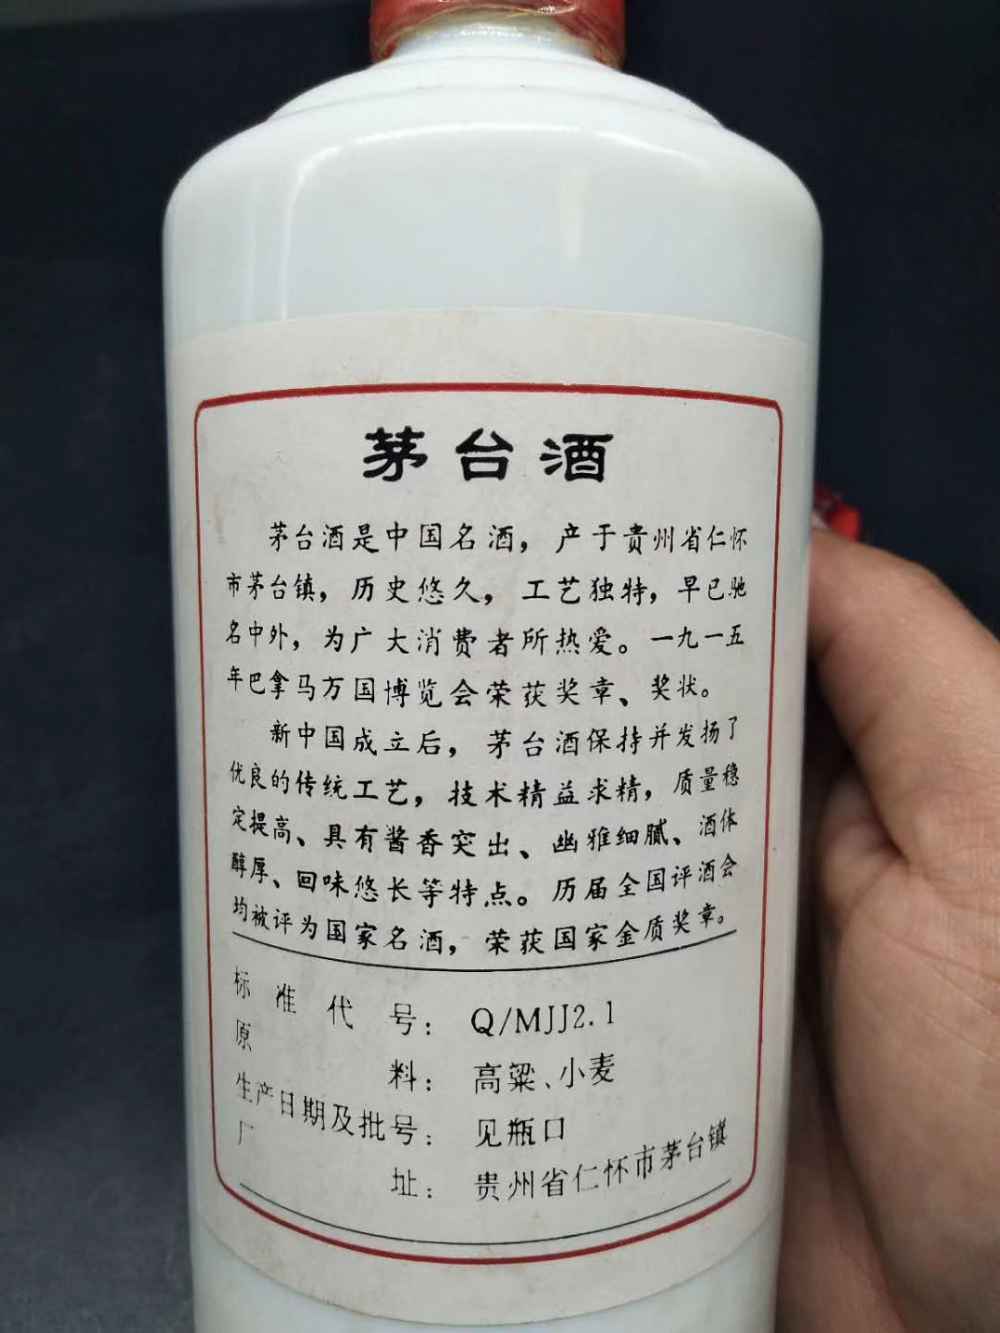 茅台酒
茅台酒是中国名酒，产于贵州省仁怀
市茅台镇，历史悠久，工艺独特，早已驰
名中外，为广大消费者所热爱。一九一五
年巴拿马万国博览会荣获奖章、奖状。
新中国成立后，茅台酒保持并发扬了
优良的传统工艺，技术精益求精，质量稳
定提高、具有酱香突出、幽雅细腻、酒体
醇厚、回味悠长等特点。历届全国评酒会
均被评为国家名酒，荣获国家金质奖章。
标准代号：Q/MJJ2.1
原料：高粱、小麦
生产日期及批号：见瓶口
厂址：贵州省仁怀市茅台镇